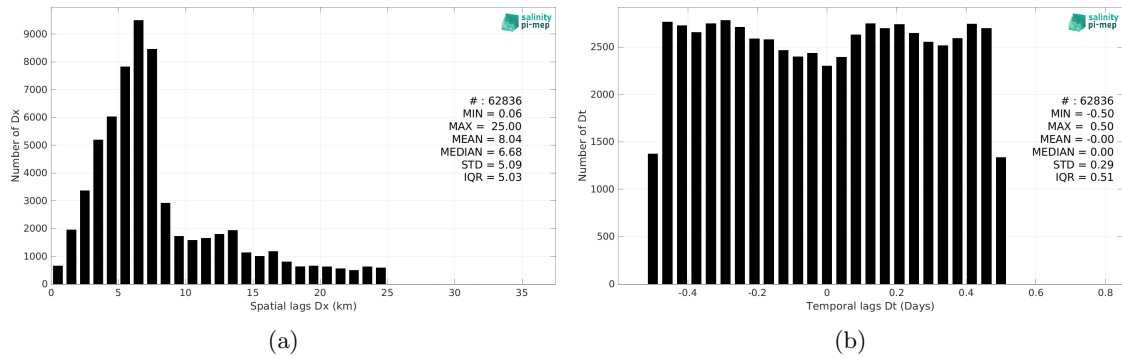 9000
8000
7000
6000
5000
4000
3000
2000
1000
0
Number of Dx
0
5
10
15
20
25
30
35
Spatial lags Dx (km)
salinity
pi-mep
# : 62836
MIN = 0.06
MAX = 25.00
MEAN = 8.04
MEDIAN = 6.68
STD = 5.09
IQR = 5.03
(a)
2500
2000
1500
1000
500
0
Number of Dt
-0.4
-0.2
0
0.2
0.4
0.6
0.8
Temporal lags Dt (Days)
salinity
pi-mep
# : 62836
MIN = -0.50
MAX = 0.50
MEAN = -0.00
MEDIAN = 0.00
STD = 0.29
IQR = 0.51
(b)